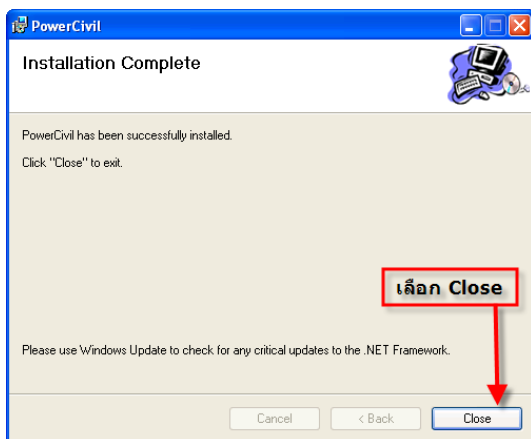 PowerCivil
Installation Complete
PowerCivil has been successfully installed.
Click "Close" to exit.
เลือก Close
Please use Windows Update to check for any critical updates to the .NET Framework.
Cancel
< Back
Close